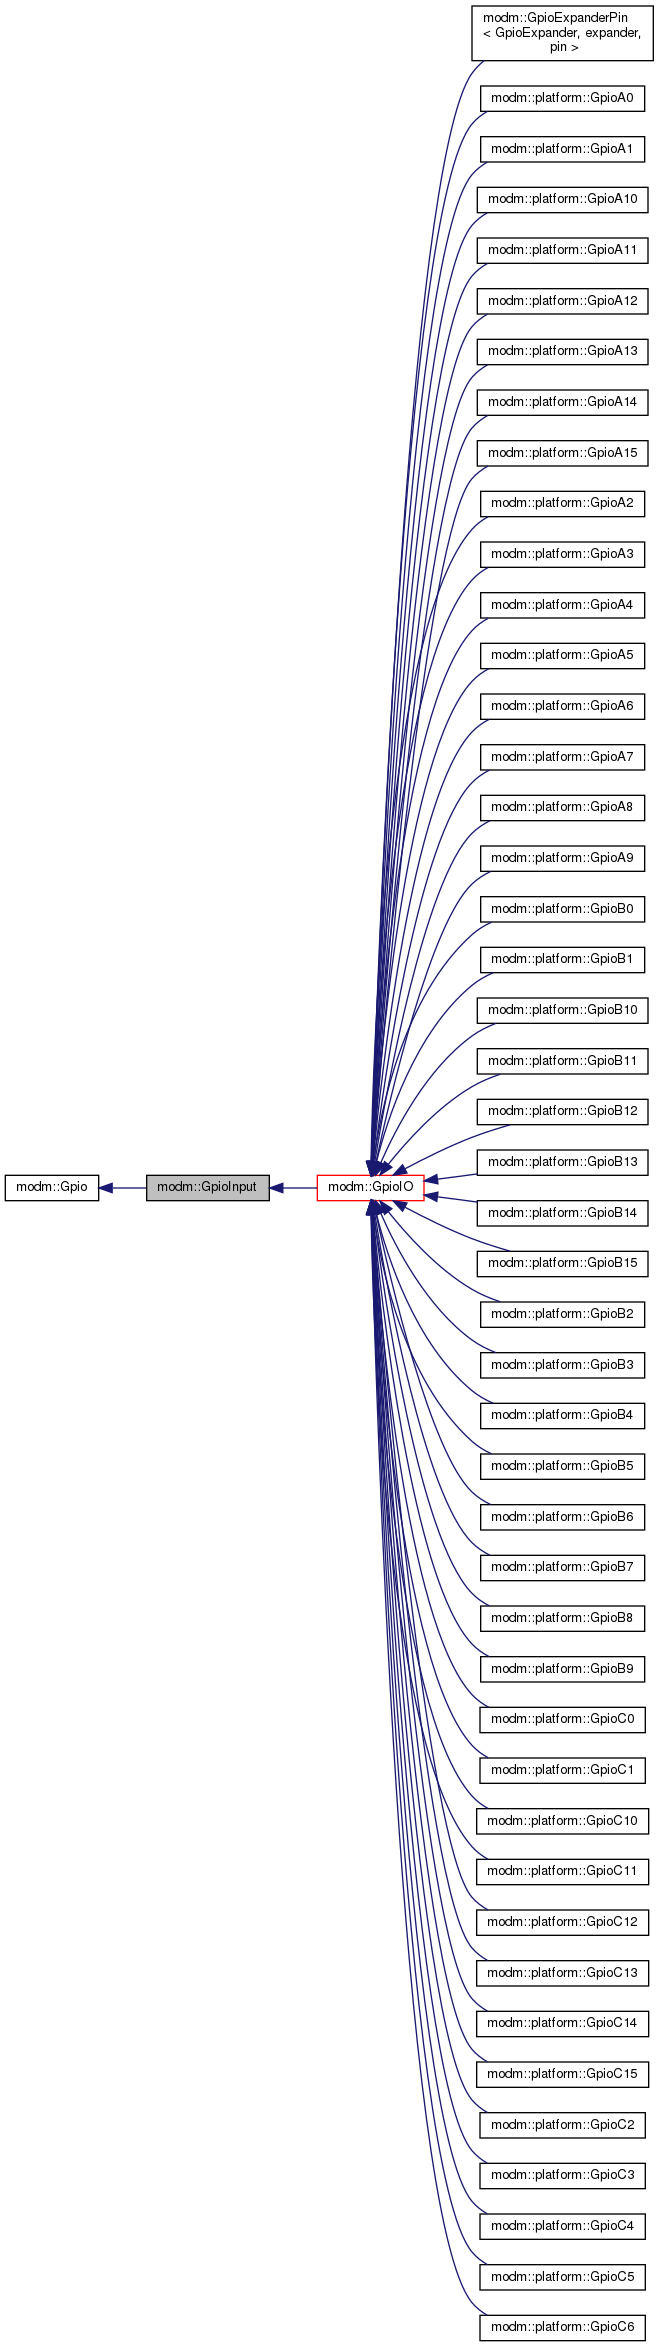 modm::GpioExpanderPin
< GpioExpander, expander,
pin >
modm::platform::GpioA0
modm::platform::GpioA1
modm::platform::GpioA10
modm::platform::GpioA11
modm::platform::GpioA12
modm::platform::GpioA13
modm::platform::GpioA14
modm::platform::GpioA15
modm::platform::GpioA2
modm::platform::GpioA3
modm::platform::GpioA4
modm::platform::GpioA5
modm::platform::GpioA6
modm::platform::GpioA7
modm::platform::GpioA8
modm::platform::GpioA9
modm::platform::GpioB0
modm::platform::GpioB1
modm::platform::GpioB10
modm::platform::GpioB11
modm::platform::GpioB12
modm::platform::GpioB13
modm::Gpio
modm::GpioInput
modm::GpioIO
modm::platform::GpioB14
modm::platform::GpioB15
modm::platform::GpioB2
modm::platform::GpioB3
modm::platform::GpioB4
modm::platform::GpioB5
modm::platform::GpioB6
modm::platform::GpioB7
modm::platform::GpioB8
modm::platform::GpioB9
modm::platform::GpioC0
modm::platform::GpioC1
modm::platform::GpioC10
modm::platform::GpioC11
modm::platform::GpioC12
modm::platform::GpioC13
modm::platform::GpioC14
modm::platform::GpioC15
modm::platform::GpioC2
modm::platform::GpioC3
modm::platform::GpioC4
modm::platform::GpioC5
modm::platform::GpioC6